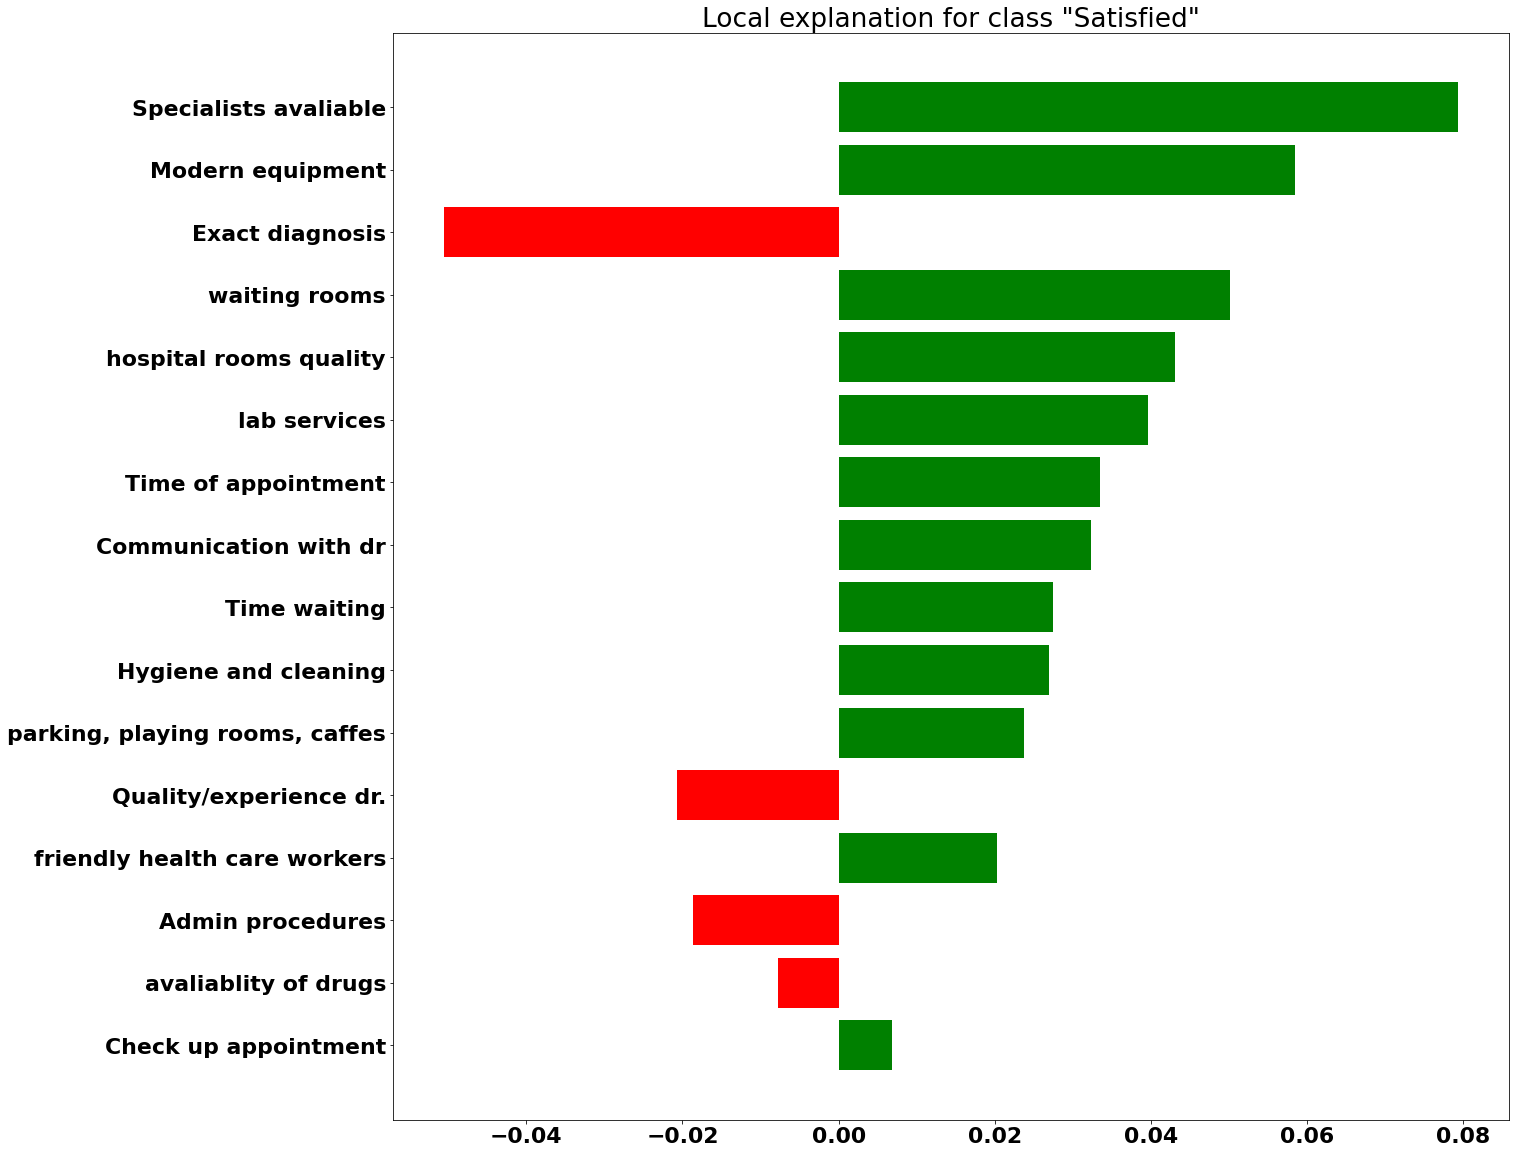 Local explanation for class "Satisfied"
Specialists avaliable
Modern equipment
Exact diagnosis
waiting rooms
hospital rooms quality
lab services
Time of appointment
Communication with dr
Time waiting
Hygiene and cleaning
parking, playing rooms, caffes
Quality/experience dr.
friendly health care workers
Admin procedures
avaliablity of drugs
Check up appointment
−0.04 −0.02 0.00 0.02 0.04 0.06 0.08